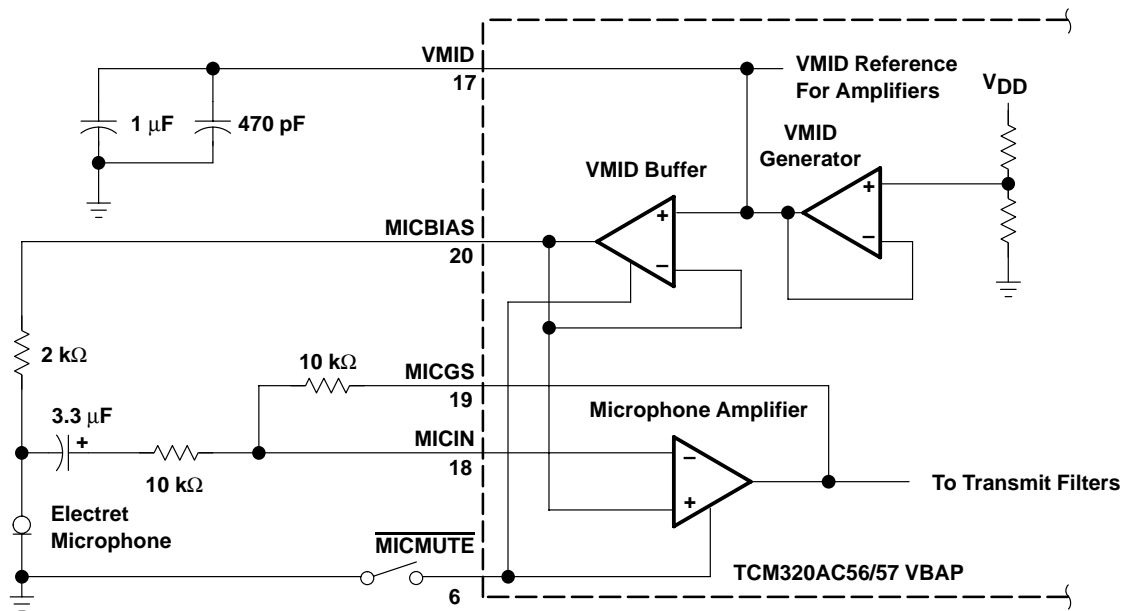 VMID
17
VMID Reference
For Amplifiers
VDD
1 μF
470 pF
VMID
Generator
+
−
VMID Buffer
+
−
MICBIAS
20
2 kΩ
10 kΩ
MICGS
19
Microphone Amplifier
3.3 μF
+
MICIN
18
−
+
10 kΩ
To Transmit Filters
Electret
Microphone
MICMUTE
6
TCM320AC56/57 VBAP